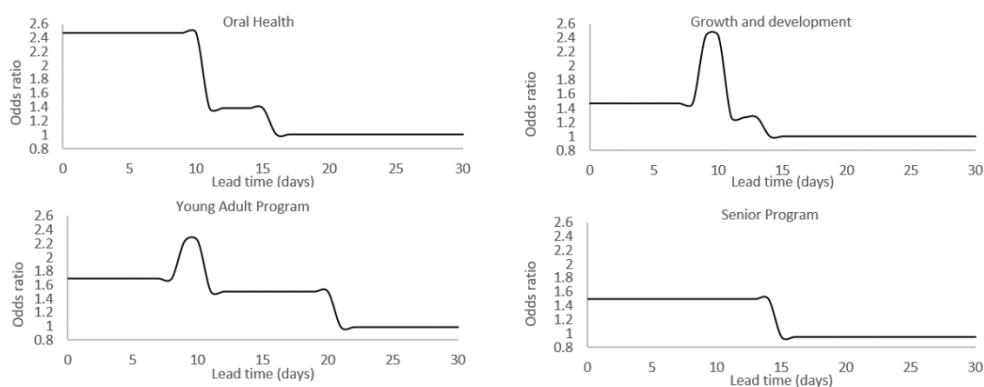 Oral Health
Odds ratio
2.6
2.4
2.2
2
1.8
1.6
1.4
1.2
1
0.8
0 5 10 15 20 25 30
Lead time (days)
Growth and development
Odds ratio
2.6
2.4
2.2
2
1.8
1.6
1.4
1.2
1
0.8
0 5 10 15 20 25 30
Lead time (days)
Young Adult Program
Odds ratio
2.6
2.4
2.2
2
1.8
1.6
1.4
1.2
1
0.8
0 5 10 15 20 25 30
Lead time (days)
Senior Program
Odds ratio
2.6
2.4
2.2
2
1.8
1.6
1.4
1.2
1
0.8
0 5 10 15 20 25 30
Lead time (days)